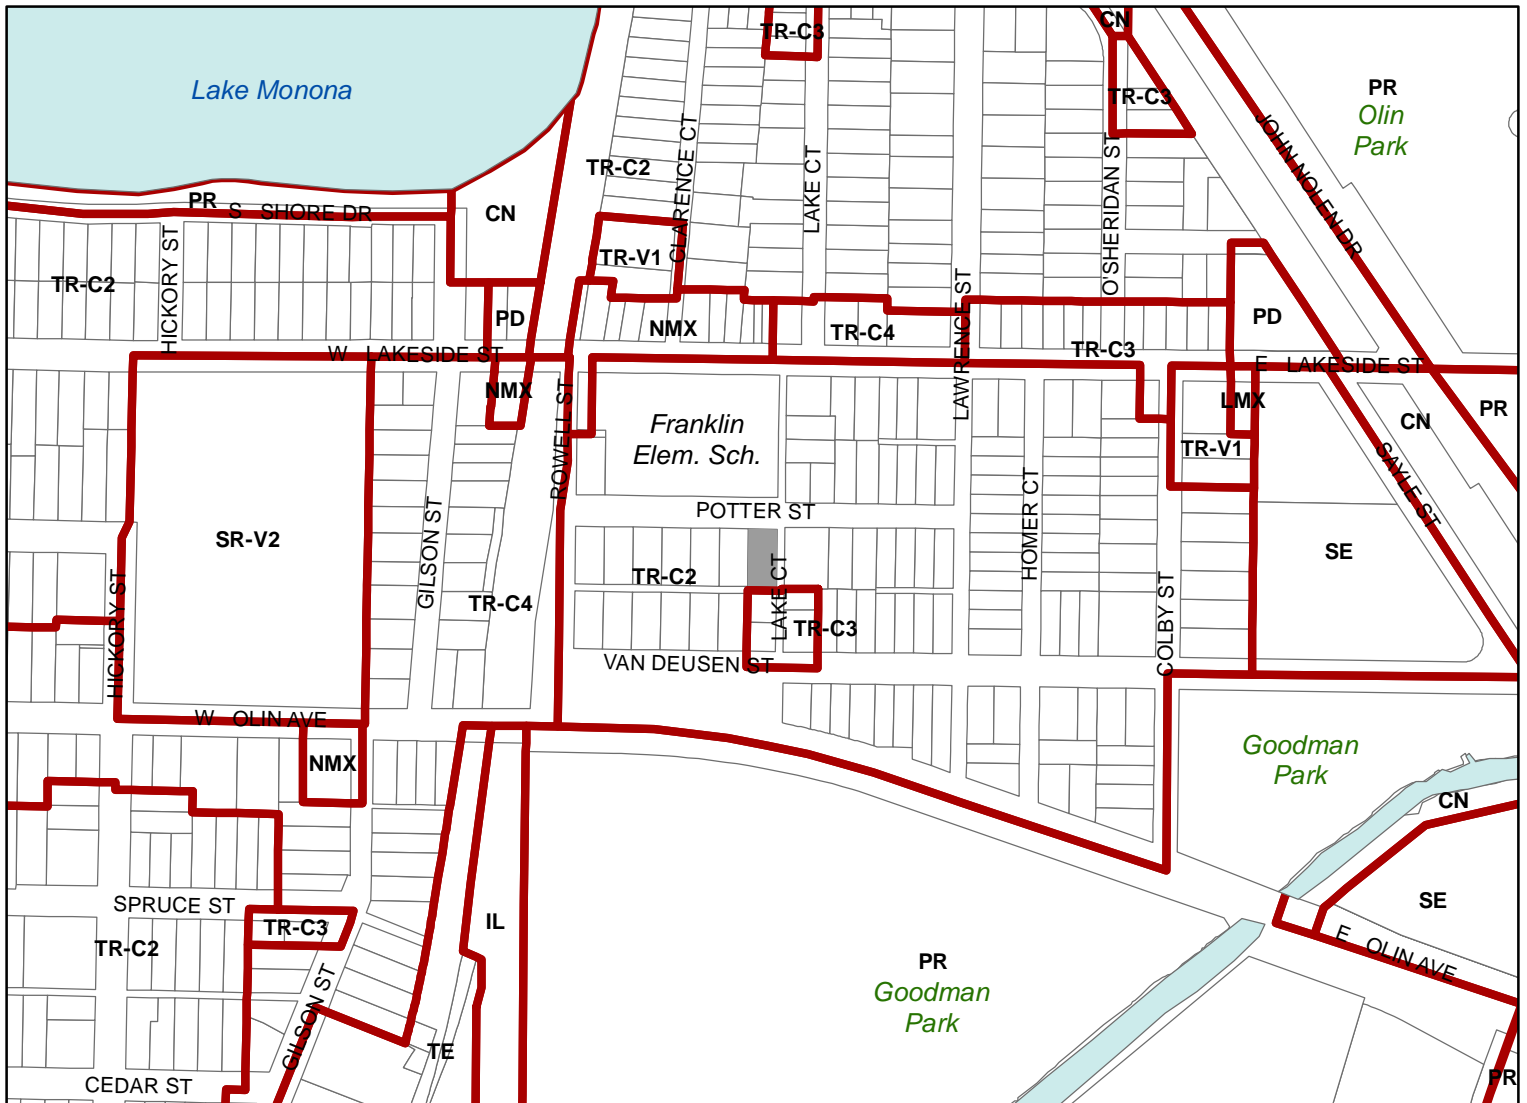 CN
TR-C3
Lake Monona
PR
Olin
Park
TR-C3
JOHN NOLEN DR
CLARENCE CT
TR-C2
LAKE CT
O'SHERIDAN ST
PR
S SHORE DR
CN
HICKORY ST
TR-V1
TR-C2
LAWRENCE ST
PD
NMX
TR-C4
PD
W LAKESIDE ST
TR-C3
E LAKESIDE ST
NMX
ROWELL ST
LMX
CN
PR
Franklin
Elem. Sch.
TR-V1
SAYLE ST
POTTER ST
HOMER CT
GILSON ST
SR-V2
SE
TR-C2
LAKE CT
COLBY ST
HICKORY ST
TR-C4
TR-C3
VAN DEUSEN ST
W OLIN AVE
NMX
Goodman
Park
CN
SPRUCE ST
TR-C3
IL
SE
TR-C2
E OLIN AVE
PR
Goodman
Park
GILSON ST
TE
CEDAR ST
PR